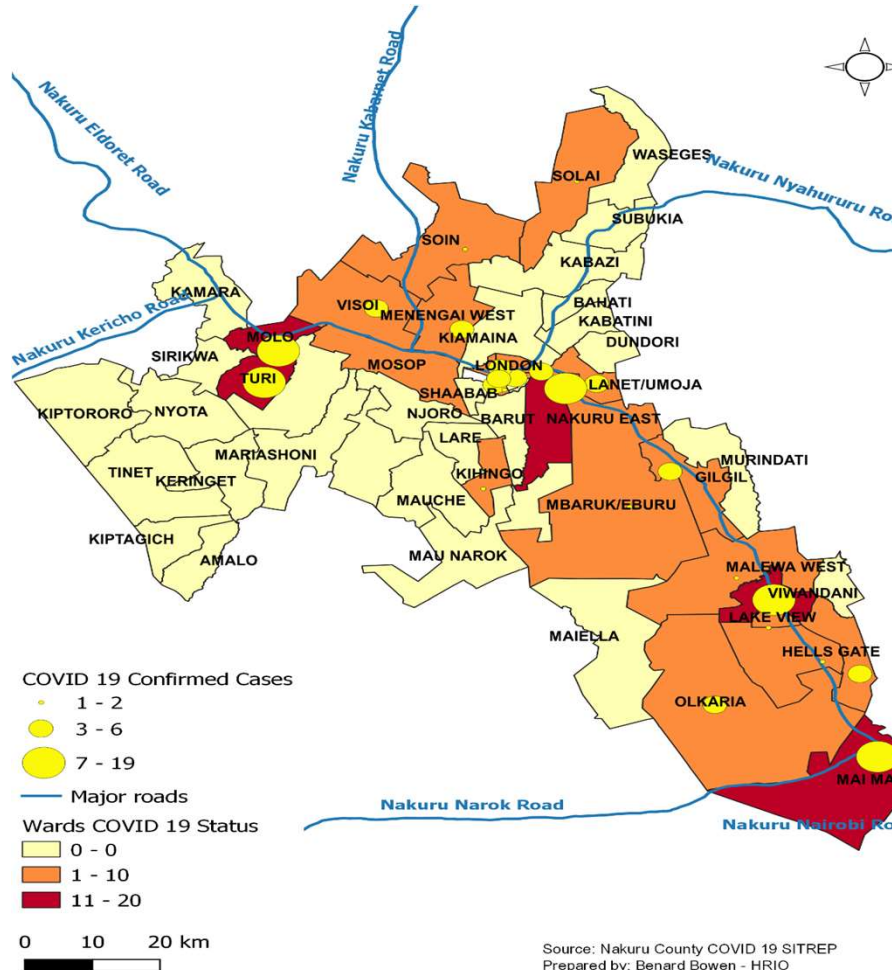 Nakuru Eldoret Road
Nakuru Kabarnet Road
WASEGES
SOLAI
Nakuru Nyahururu Ro
SUBUKIA
SOIN
KABAZI
KAMARA
BAHATI
VISOI
Nakuru Kericho Road
MENENGAI WEST
KABATINI
KIAMAINA
MOLO
DUNDORI
SIRIKWA
MOSOP
LONDON
TURI
LANET/UMOJA
SHAABAB
KIPTORORO
NYOTA
NJORO
BARUT
NAKURU EAST
LARE
MARIASHONI
MURINDATI
TINET
KERINGET
KIHINGO
GILGIL
MAUCHE
MBARUK/EBURU
KIPTAGICH
AMALO
MAU NAROK
MALEWA WEST
VIWANDANI
LAKE VIEW
MAIELLA
HELLS GATE
OLKARIA
MAI MA
Nakuru Narok Road
Nakuru Nairobi Ro
COVID 19 Confirmed Cases
1 - 2
3 - 6
7 - 19
Major roads
Wards COVID 19 Status
0 - 0
1 - 10
11 - 20
0 10 20 km
Source: Nakuru County COVID 19 SITREP
Prepared by: Benard Bowen - HRIO